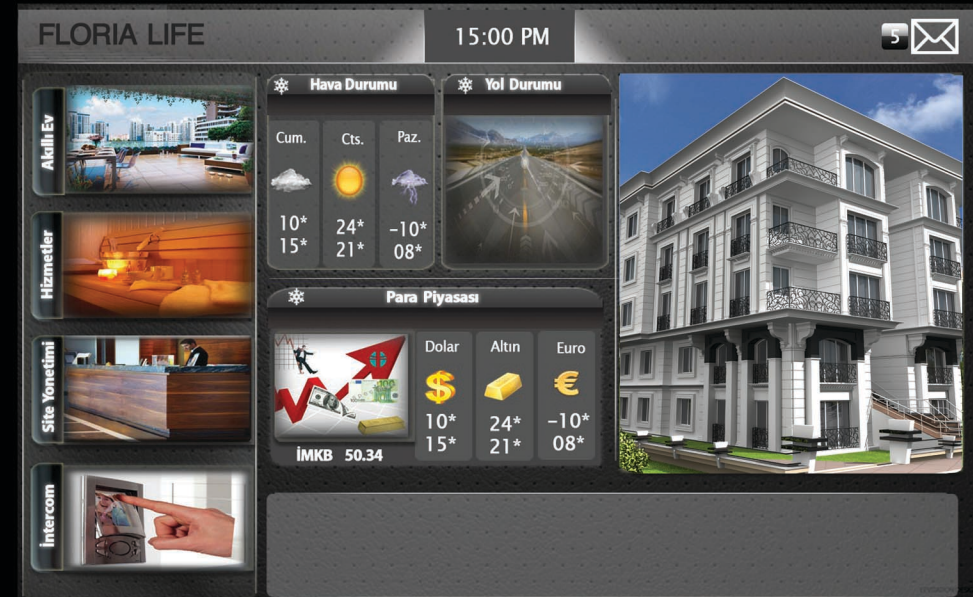 FLORIA LIFE
15:00 PM
5
Akıllı Ev
Hizmetler
Site Yonetimi
İntercom
Hava Durumu
Cum.
Cts.
Paz.
10*
24*
-10*
15*
21*
08*
Yol Durumu
Para Piyasası
Dolar
Altın
Euro
10*
24*
-10*
15*
21*
08*
İMKB 50.34